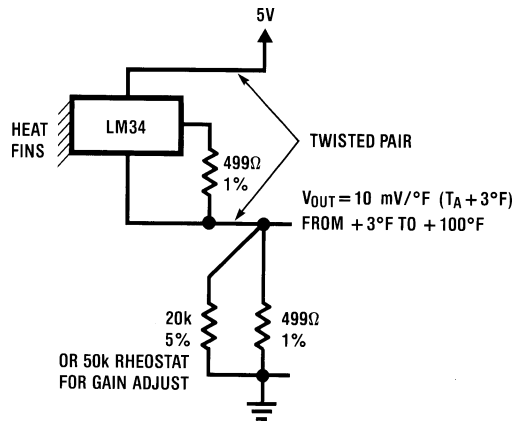 5V
HEAT
FINS
LM34
TWISTED PAIR
499Ω
1%
VOUT = 10 mV/°F (TA + 3°F)
FROM + 3°F TO + 100°F
20k
5%
499Ω
1%
OR 50k RHEOSTAT
FOR GAIN ADJUST